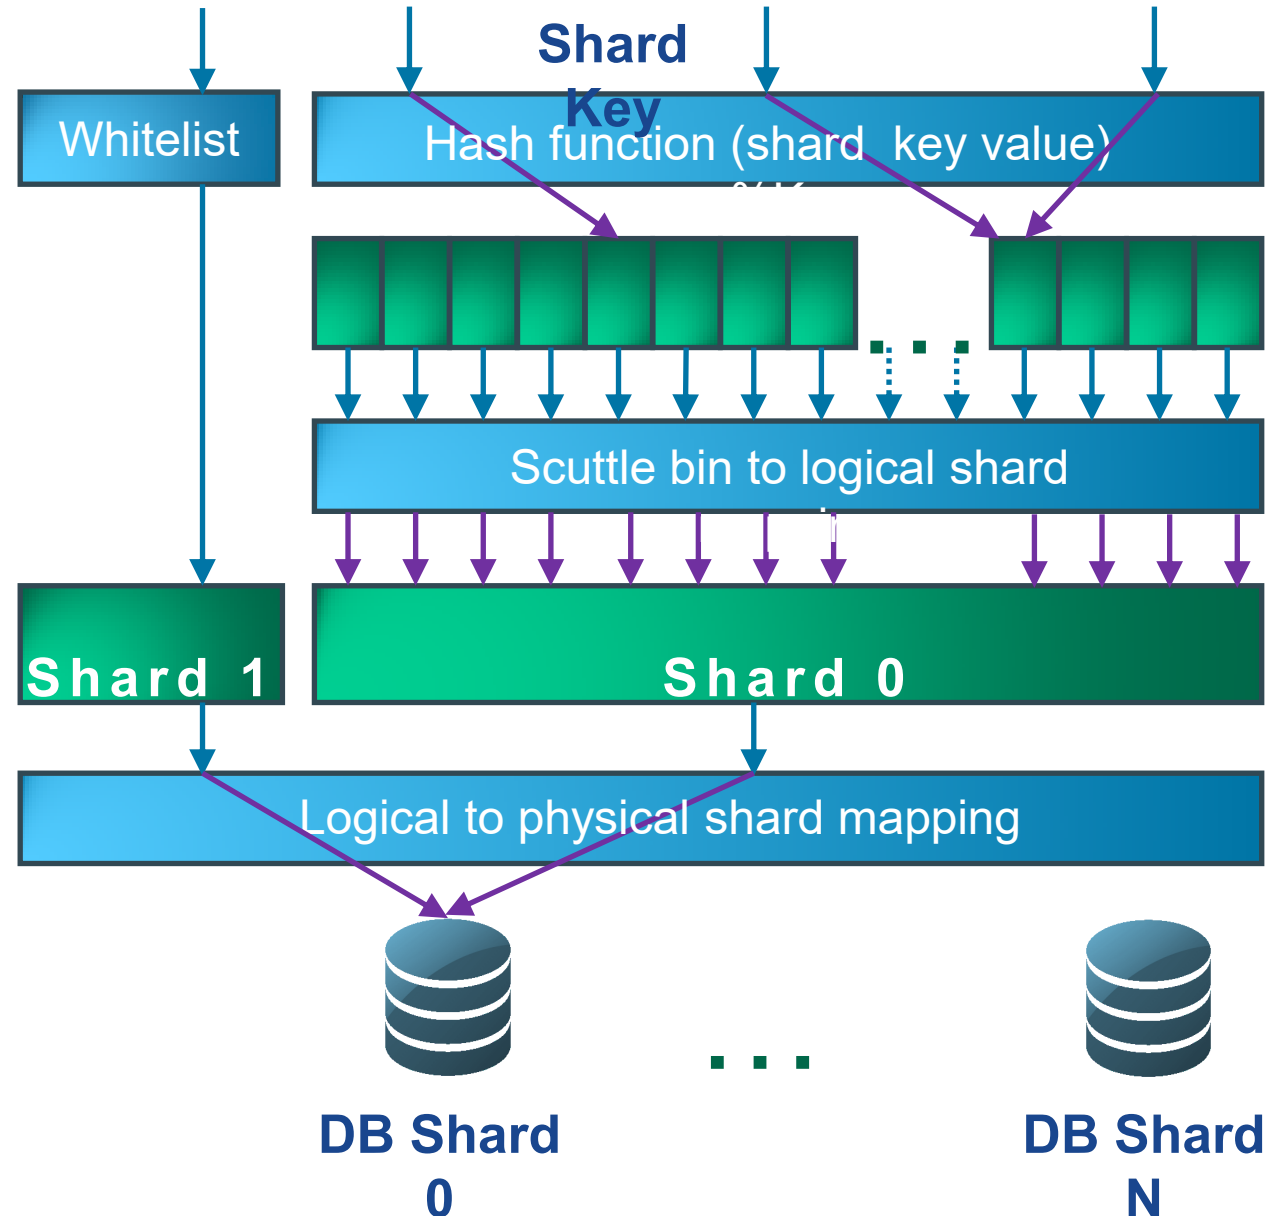 Shard
Key
Whitelist
Hash function (shard key value)
Scuttle bin to logical shard
Shard 1
Shard 0
Logical to physical shard mapping
DB Shard
0
DB Shard
N